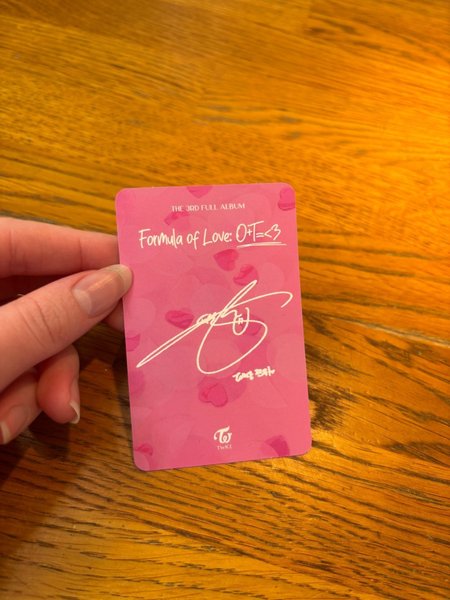 THE 3RD FULL ALBUM
Formula of Love: O+T=<3
TWICE